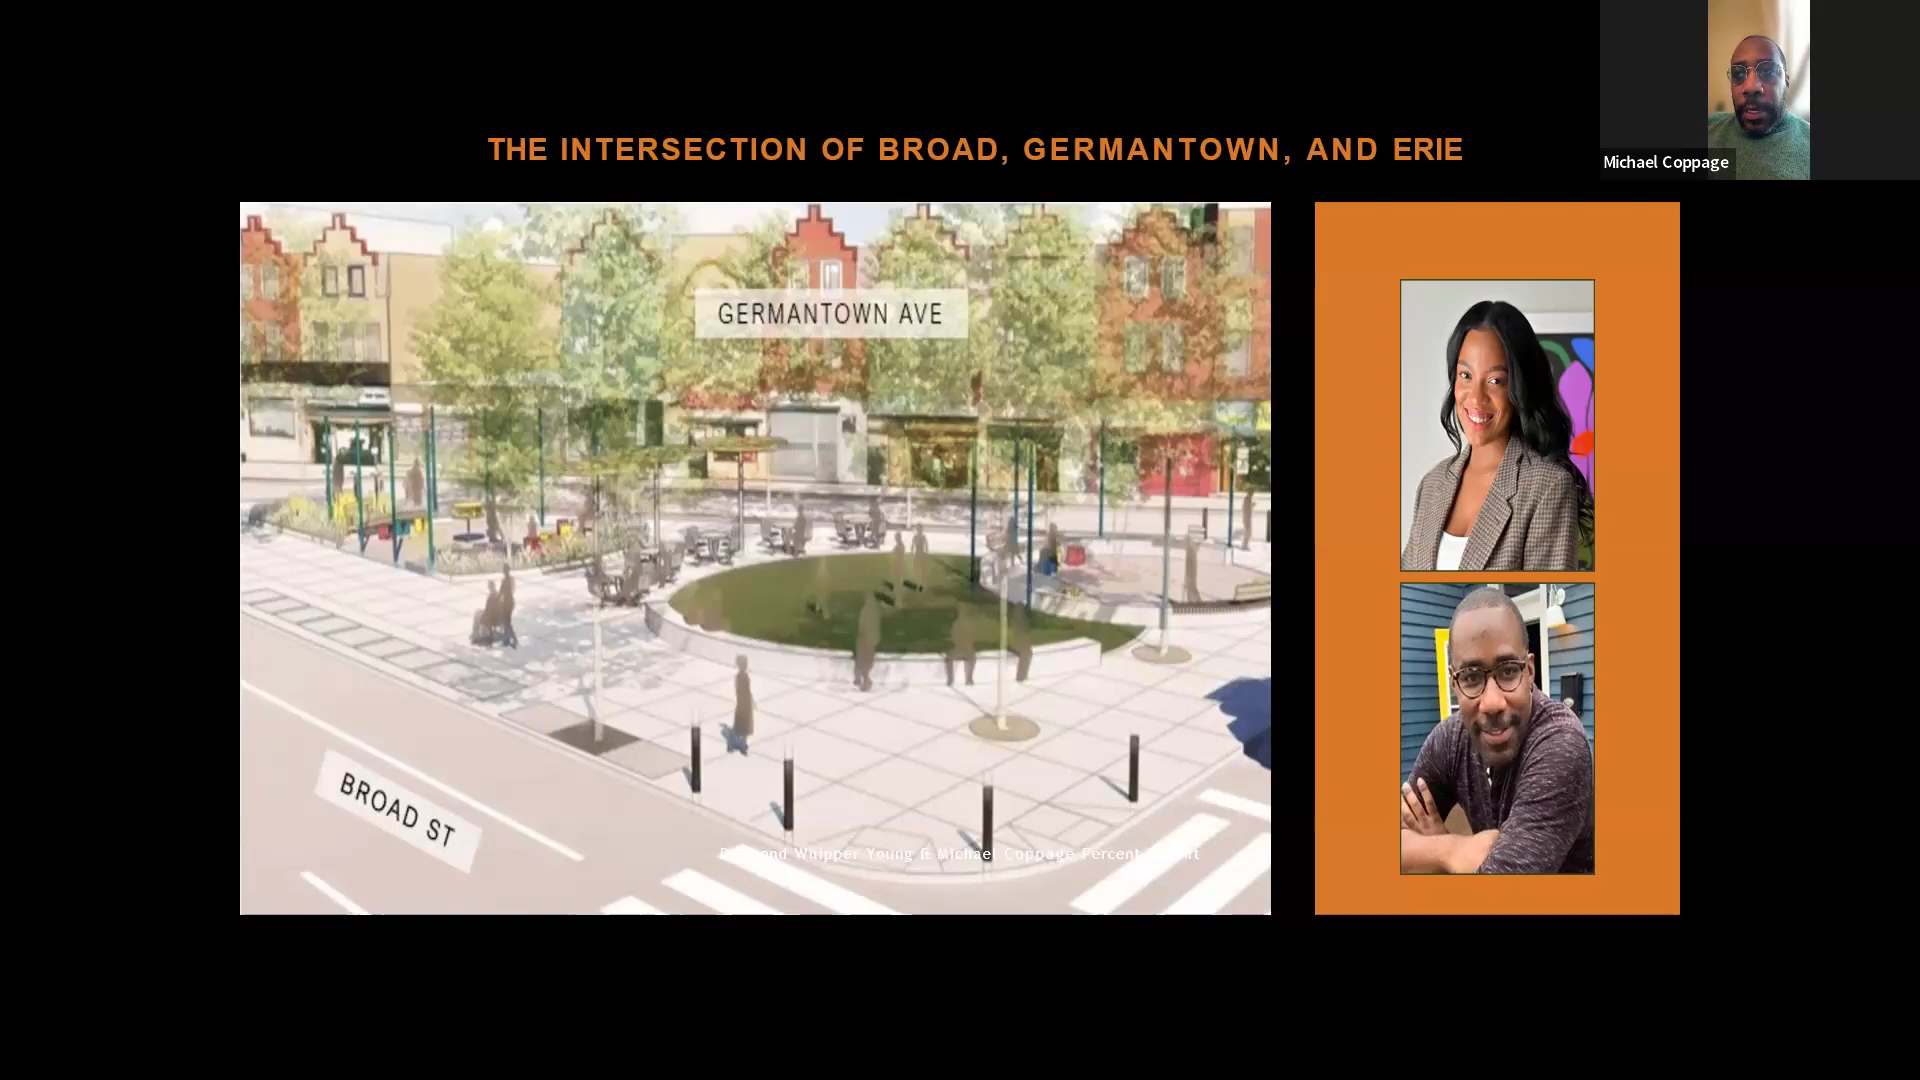 THE INTERSECTION OF BROAD, GERMANTOWN, AND ERIE
Michael Coppage
GERMANTOWN AVE
BROAD ST
Whipper Young & Michael Coppage Percent